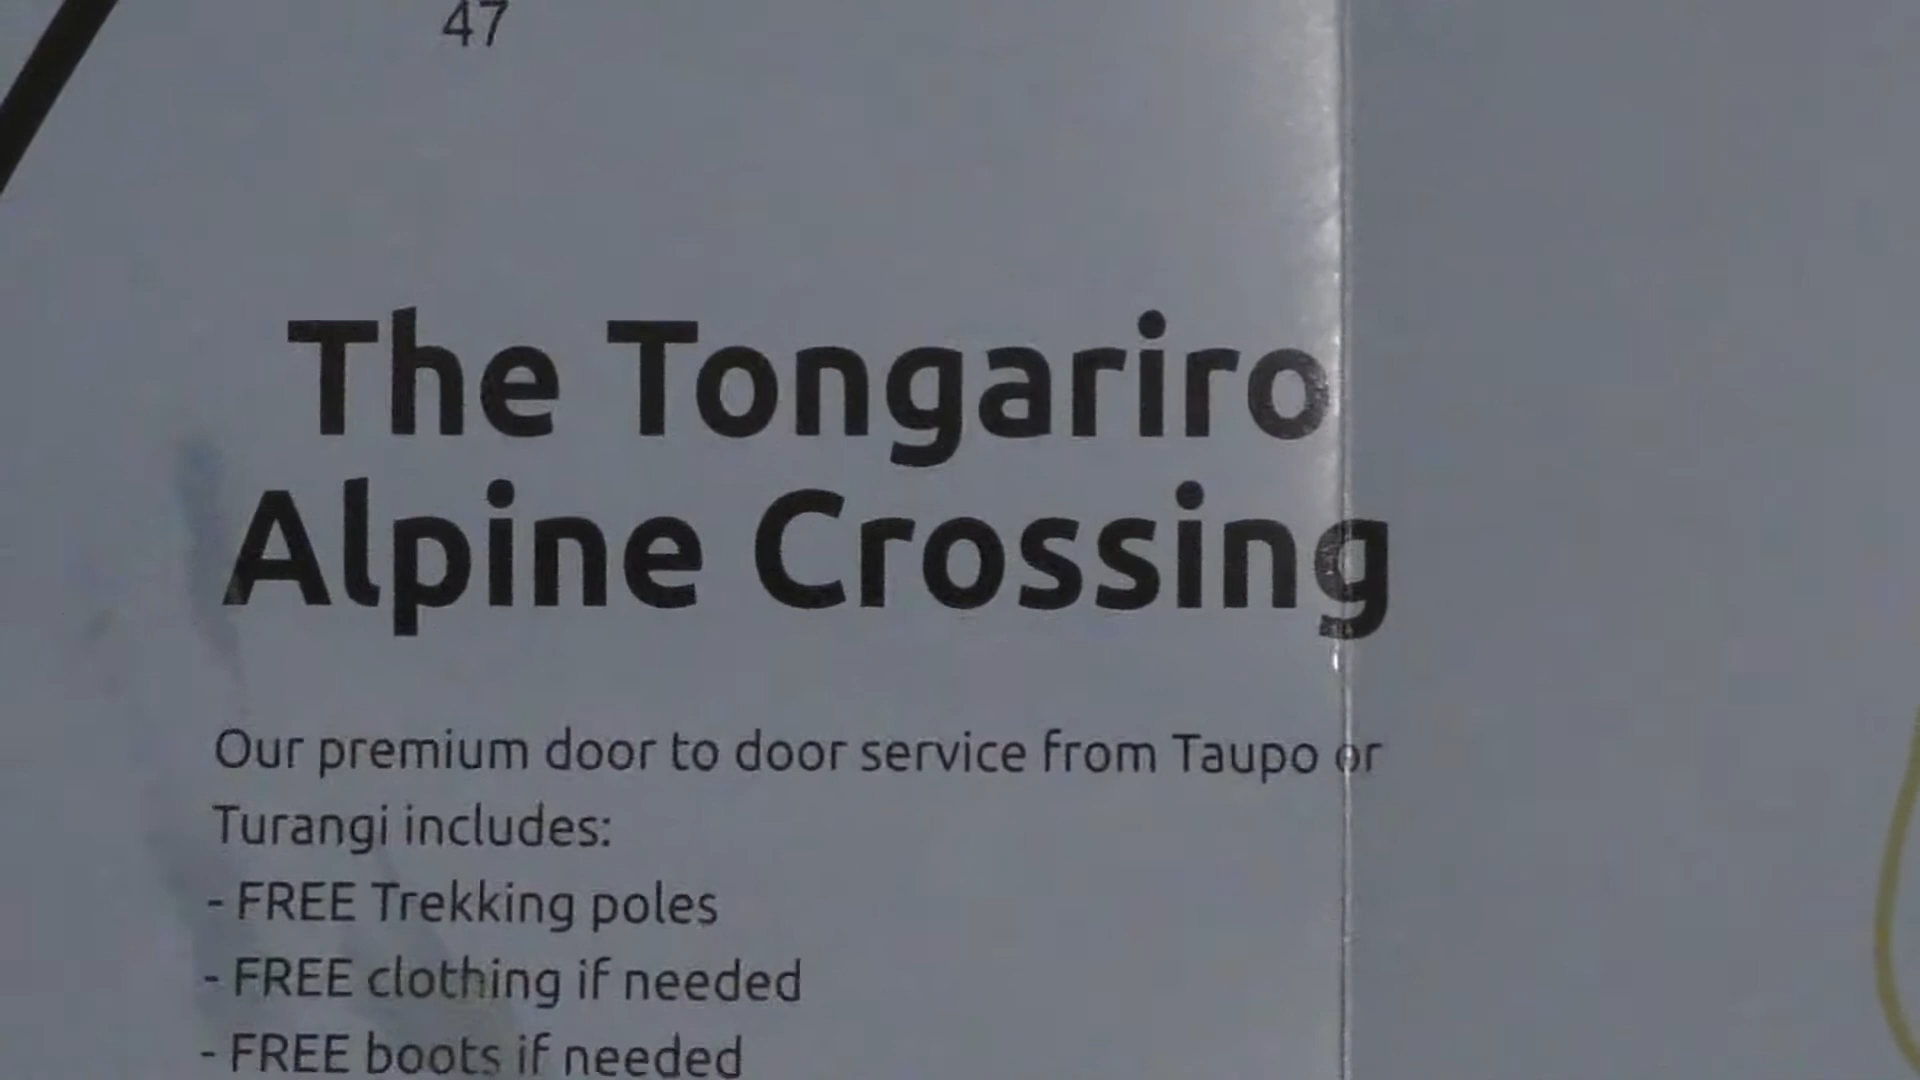 47
The Tongariro
Alpine Crossing
Our premium door to door service from Taupo or
Turangi includes:
- FREE Trekking poles
- FREE clothing if needed
- FREE boots if needed